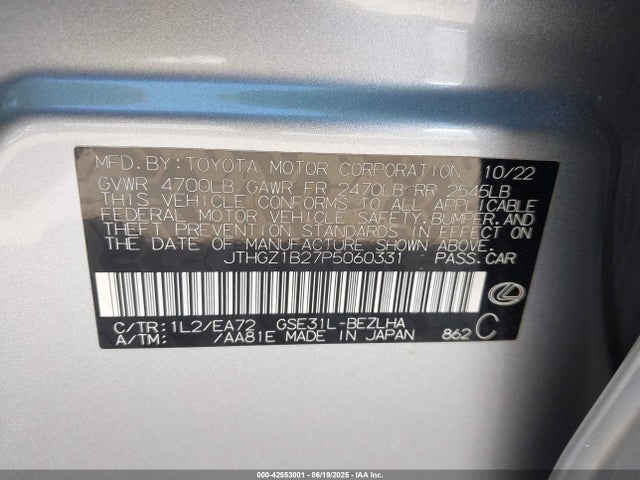 MFD.BY:TOYOTA MOTOR CORPORATION 10/22
GVWR 4700LB GAWR FR 2470LB RR 2545LB
THIS VEHICLE CONFORMS TO ALL APPLICABLE
FEDERAL MOTOR VEHICLE SAFETY,BUMPER,AND
THEFT PREVENTION STANDARDS IN EFFECT ON
THE DATE OF MANUFACTURE SHOWN ABOVE.
JTHGZ1B27P5060331 PASS.CAR
C/TR:1L2/EA72 GSE31L-BEZLHA
A/TM: /AA81E MADE IN JAPAN 862 C
000-42553001 - 06/19/2025 - IAAI.COM